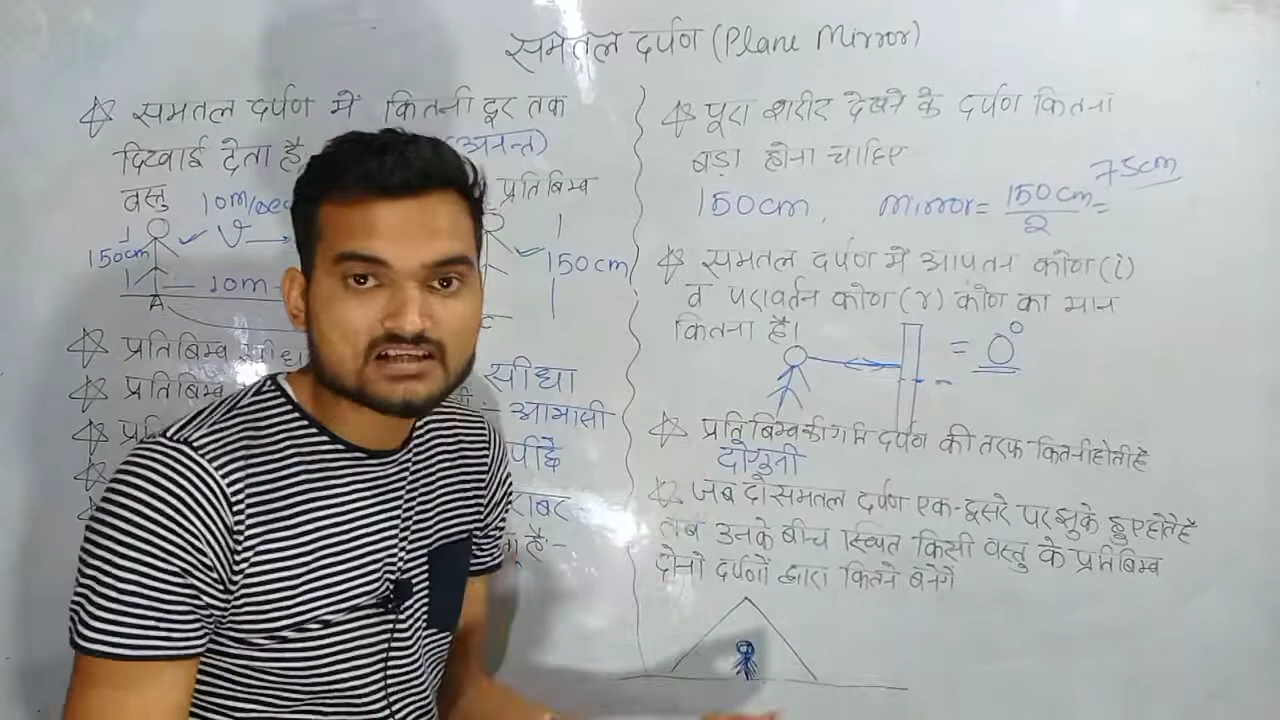 समतल दर्पण (Plane Mirror)
समतल दर्पण में कितनी दूर तक
दिखाई देता है (अनन्त)
वस्तु 10m/sec प्रतिबिम्ब
150cm v 150cm
10m
A
प्रतिबिम्ब सीधा
प्रतिबिम्ब :- आभासी
पीछे
पूरा शरीर देखने के दर्पण कितना
बड़ा होना चाहिए
150cm, mirror = 150cm/2 = 75cm
समतल दर्पण में आपतन कोण (i)
व परावर्तन कोण (r) कोण का मान
कितना है।
= 0°
प्रतिबिम्ब की गति दर्पण की तरफ कितनी होती है
दोगुनी
जब दो समतल दर्पण एक-दूसरे पर झुके हुए होते है
तब उनके बीच स्थित किसी वस्तु के प्रतिबिम्ब
दोनो दर्पणों द्वारा कितने बनेगें